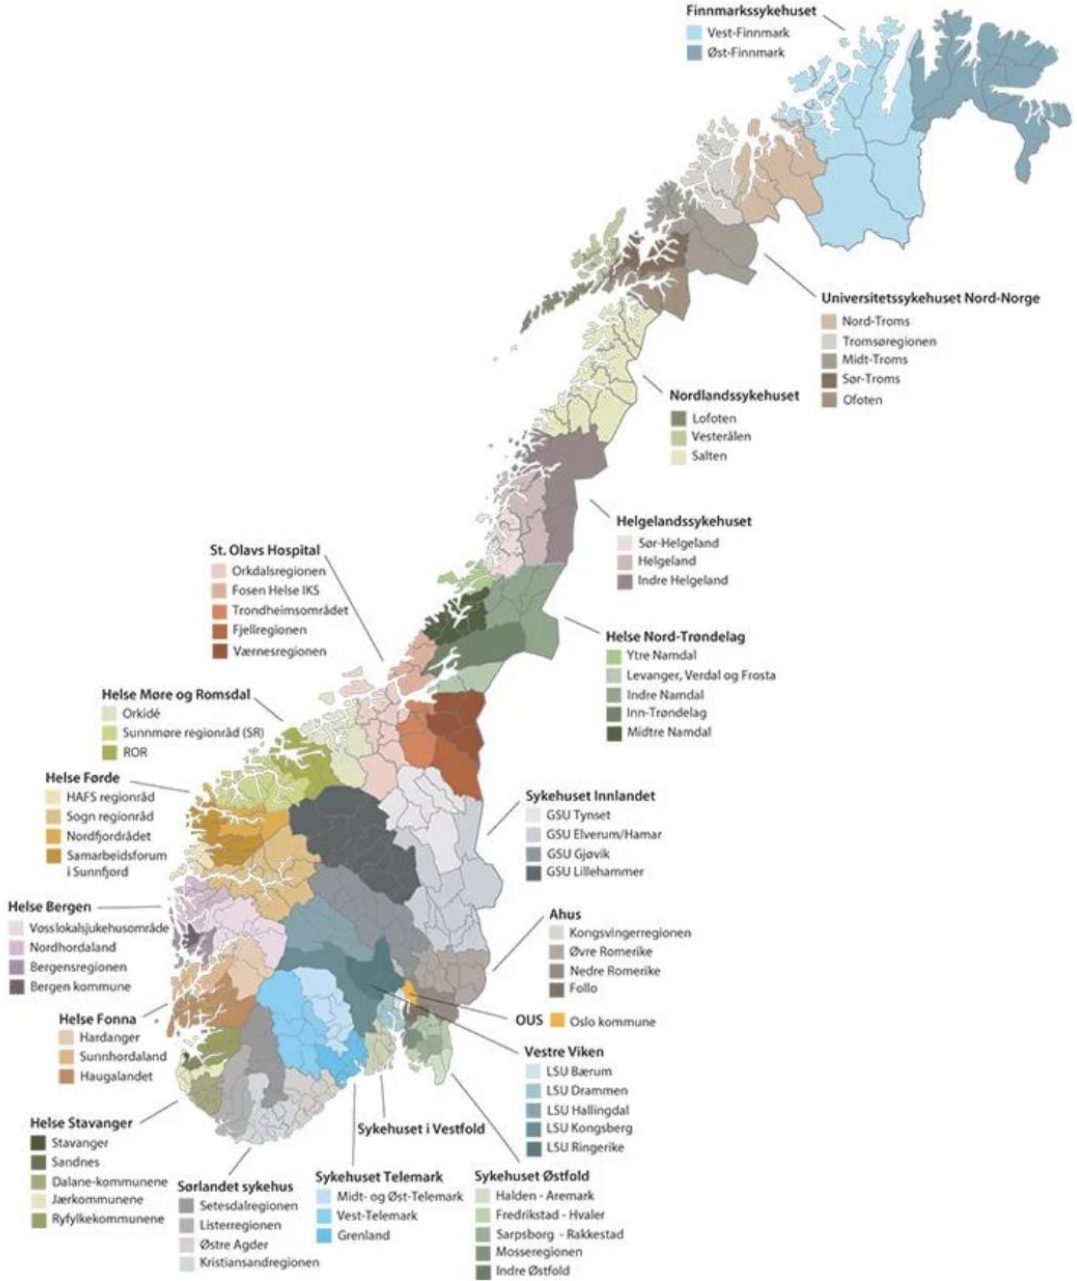 Finnmarkssykehuset
Vest-Finnmark
Øst-Finnmark
Universitetssykehuset Nord-Norge
Nord-Troms
Tromsøregionen
Midt-Troms
Sør-Troms
Ofoten
Nordlandssykehuset
Lofoten
Vesterålen
Salten
Helgelandssykehuset
Sør-Helgeland
Helgeland
Indre Helgeland
St. Olavs Hospital
Orkdalsregionen
Fosen Helse IKS
Trondheimsområdet
Fjellregionen
Værnesregionen
Helse Nord-Trøndelag
Ytre Namdal
Levanger, Verdal og Frosta
Indre Namdal
Inn-Trøndelag
Midtre Namdal
Helse Møre og Romsdal
Orkidé
Sunnmøre regionråd (SR)
ROR
Helse Førde
HAFS regionråd
Sogn regionråd
Nordfjordrådet
Samarbeidsforum
i Sunnfjord
Sykehuset Innlandet
GSU Tynset
GSU Elverum/Hamar
GSU Gjøvik
GSU Lillehammer
Helse Bergen
Voss lokalsjukehusområde
Nordhordaland
Bergensregionen
Bergen kommune
Ahus
Kongsvingerregionen
Øvre Romerike
Nedre Romerike
Follo
OUS
Oslo kommune
Helse Fonna
Hardanger
Sunnhordaland
Haugalandet
Vestre Viken
LSU Bærum
LSU Drammen
LSU Hallingdal
LSU Kongsberg
LSU Ringerike
Helse Stavanger
Stavanger
Sandnes
Dalane-kommunene
Jærkommunene
Ryfylkekommunene
Sykehuset i Vestfold
Sørlandet sykehus
Setesdalregionen
Listerregionen
Østre Agder
Kristiansandregionen
Sykehuset Telemark
Midt- og Øst-Telemark
Vest-Telemark
Grenland
Sykehuset Østfold
Halden - Aremark
Fredrikstad - Hvaler
Sarpsborg - Rakkestad
Mosseregionen
Indre Østfold